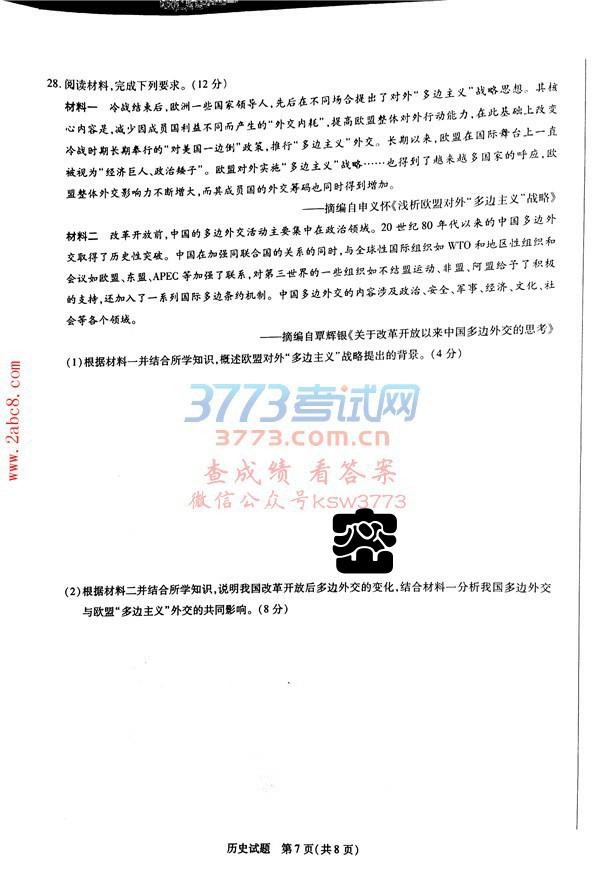 28. 阅读材料,完成下列要求。(12 分)
材料一　冷战结束后,欧洲一些国家领导人,先后在不同场合提出了对外“多边主义”战略思想。其核
心内容是,减少因成员国利益不同而产生的“外交内耗”,提高欧盟整体对外行动能力,在此基础上改变
冷战时期长期奉行的“对美国一边倒”政策,推行“多边主义”外交。长期以来,欧盟在国际舞台上一直
被视为“经济巨人、政治矮子”。欧盟对外实施“多边主义”战略……也得到了越来越多国家的呼应,欧
盟整体外交影响力不断增大,而其成员国的外交筹码也同时得到增加。
——摘编自申义怀《浅析欧盟对外“多边主义”战略》
材料二　改革开放前,中国的多边外交活动主要集中在政治领域。20 世纪 80 年代以来的中国多边外
交取得了历史性突破。中国在加强同联合国的关系的同时,与全球性国际组织如 WTO 和地区性组织和
会议如欧盟、东盟、APEC 等加强了联系,对第三世界的一些组织如不结盟运动、非盟、阿盟给予了积极
的支持,还加入了一系列国际多边条约机制。中国多边外交的内容涉及政治、安全、军事、经济、文化、社
会等各个领域。
——摘编自覃辉银《关于改革开放以来中国多边外交的思考》
(1)根据材料一并结合所学知识,概述欧盟对外“多边主义”战略提出的背景。(4 分)
www.2abc8.com
3773考试网
3773.com.cn
查成绩 看答案
微信公众号ksw3773
密
(2)根据材料二并结合所学知识,说明我国改革开放后多边外交的变化,结合材料一分析我国多边外交
与欧盟“多边主义”外交的共同影响。(8 分)
历史试题　第 7 页(共 8 页)